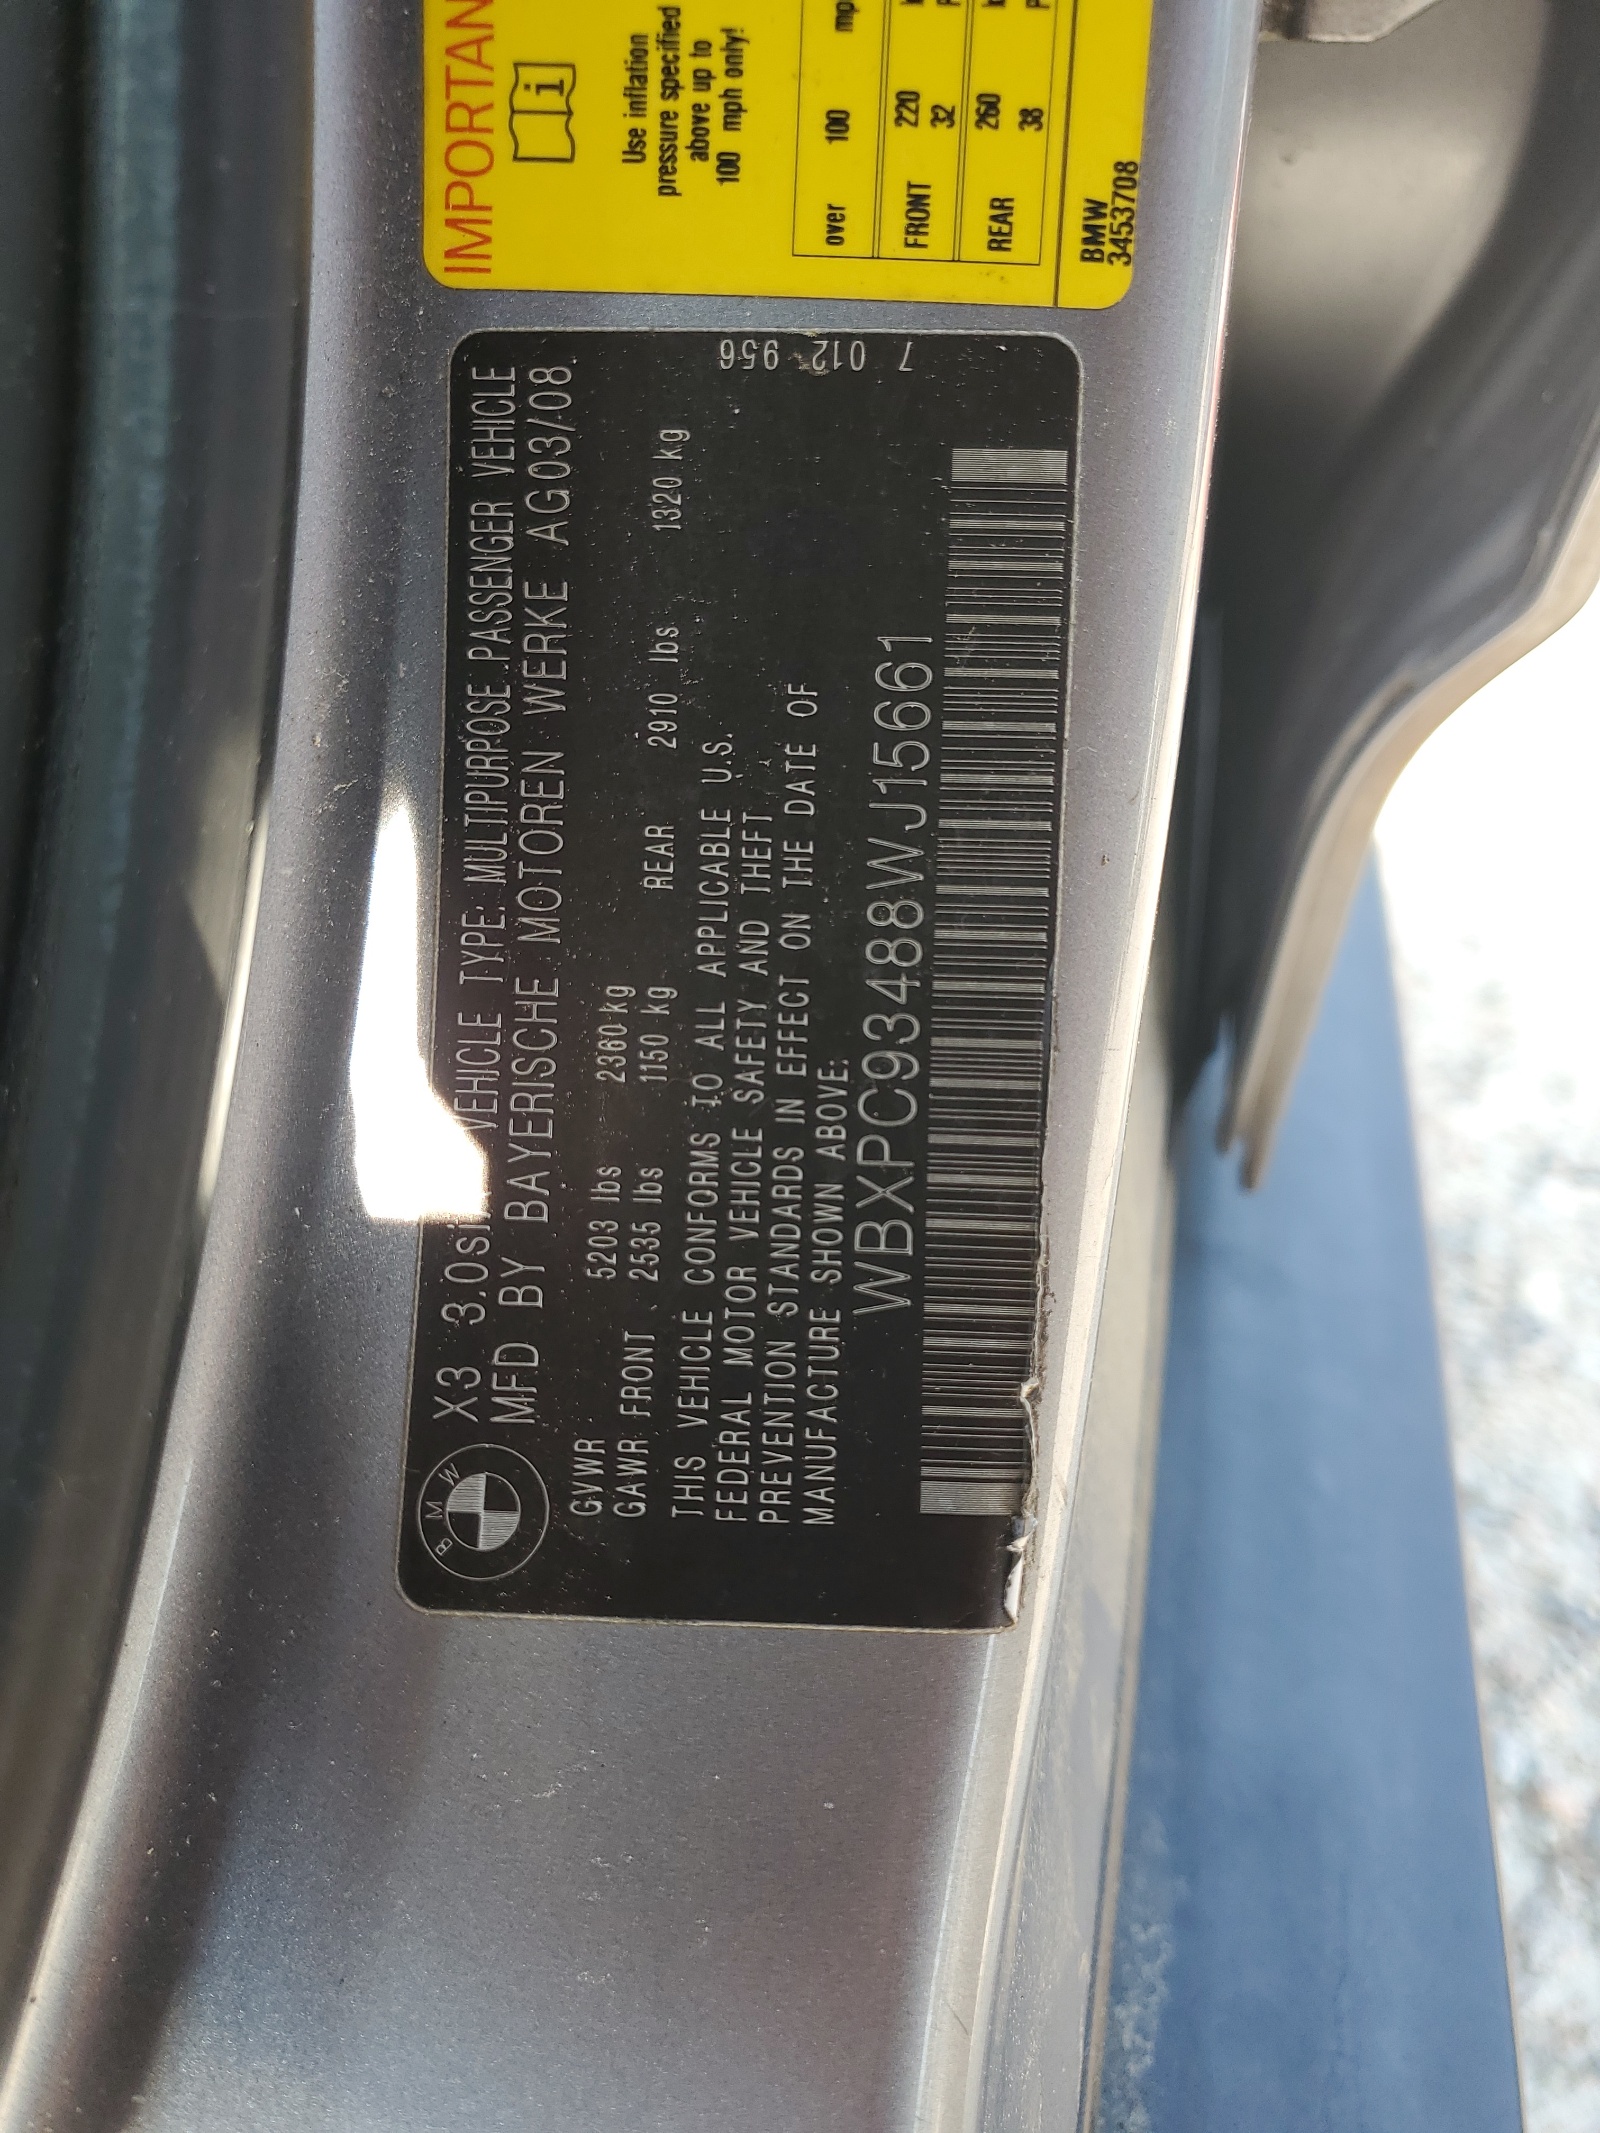 BMW
X3 3.0si VEHICLE TYPE: MULTIPURPOSE PASSENGER VEHICLE
MFD BY BAYERISCHE MOTOREN WERKE AG03/08
GVWR 5203 lbs 2360 kg
GAWR FRONT 2535 lbs 1150 kg REAR 2910 lbs 1320 kg
THIS VEHICLE CONFORMS TO ALL APPLICABLE U.S.
FEDERAL MOTOR VEHICLE SAFETY AND THEFT
PREVENTION STANDARDS IN EFFECT ON THE DATE OF
MANUFACTURE SHOWN ABOVE:
WBXPC93488WJ15661
7 012 956
i
Use inflation
pressure specified
above up to
100 mph only!
over 100
FRONT 220
32
REAR 260
38
BMW
3453708